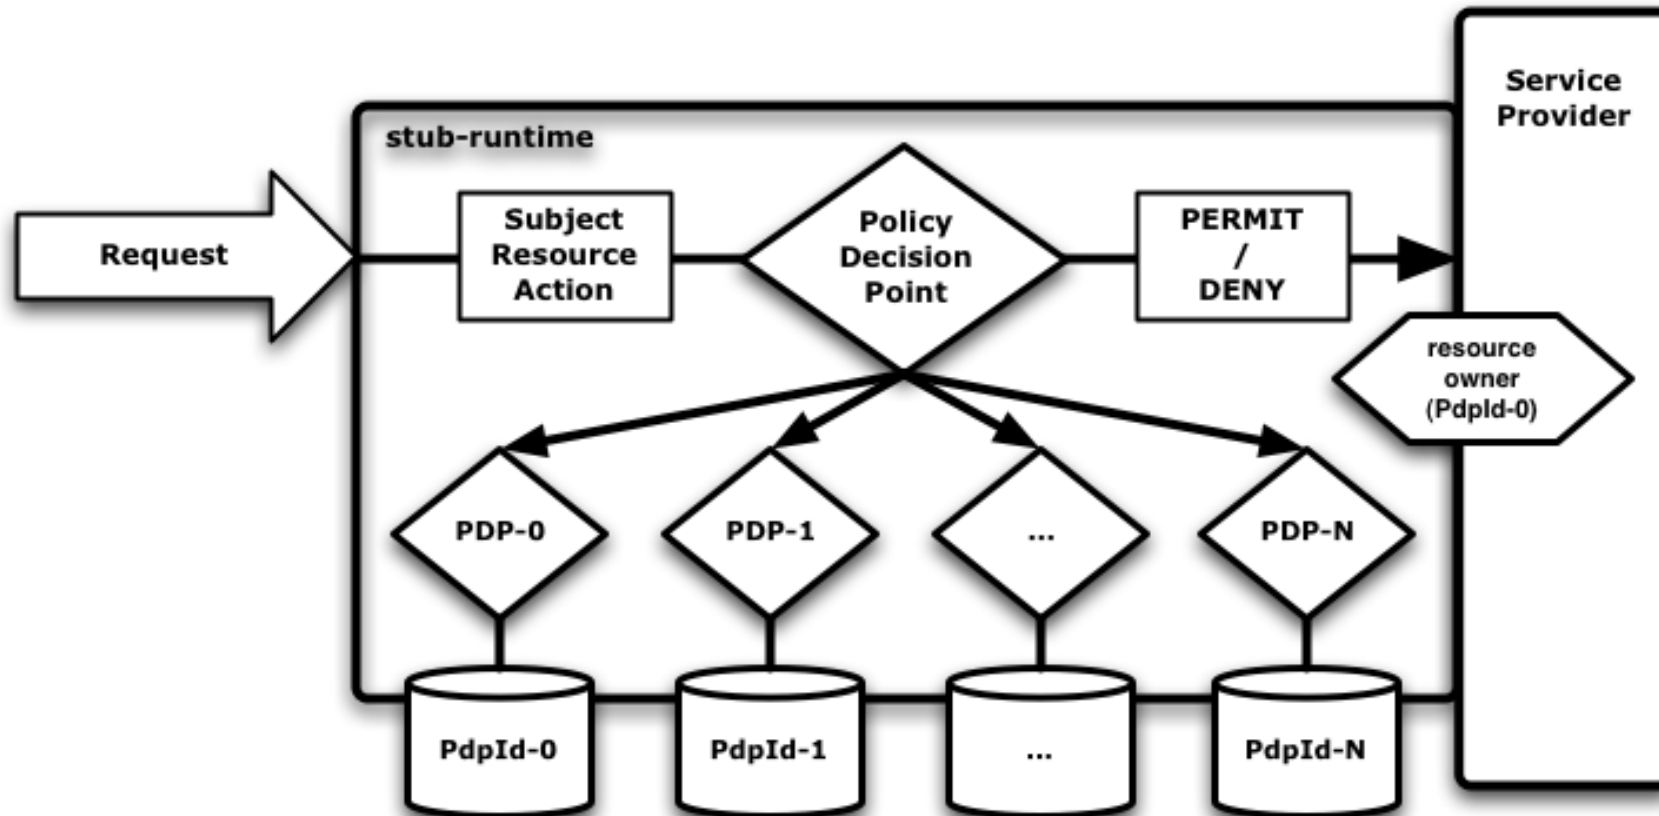 Service
Provider
stub-runtime
Request
Subject
Resource
Action
Policy
Decision
Point
PERMIT
/
DENY
resource
owner
(PdpId-0)
PDP-0
PDP-1
...
PDP-N
PdpId-0
PdpId-1
...
PdpId-N